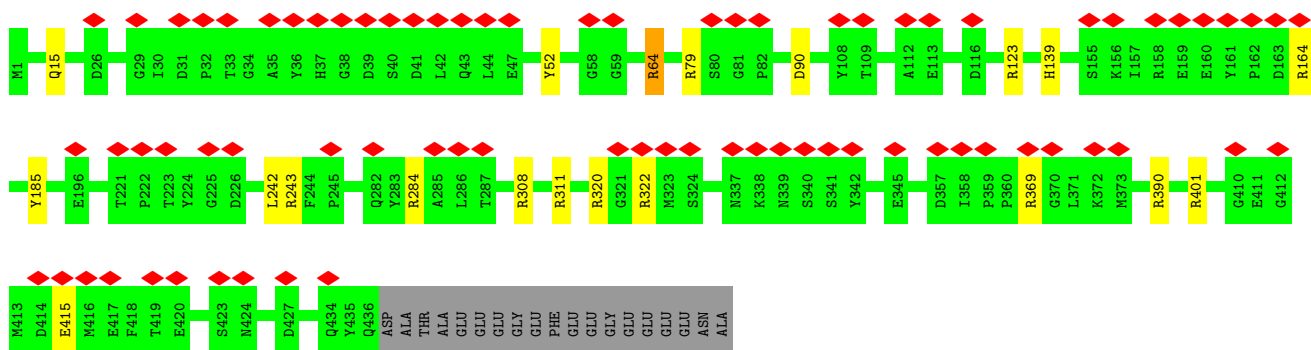 M1 Q15 D26 G29 I30 D31 P32 T33 G34 A35 Y36 H37 G38 D39 S40 D41 L42 Q43 L44 E47 Y52 G58 G59 R64 R79 S80 G81 P82 D90 Y108 T109 A112 E113 D116 R123 H139 S155 K156 I157 R158 E159 E160 Y161 P162 D163 R164
Y185 E196 T221 P222 T223 Y224 G225 D226 L242 R243 F244 P245 Q282 Y283 R284 A285 L286 T287 R308 R311 R320 G321 R322 M323 S324 N337 K338 N339 S340 S341 Y342 E345 D357 I358 P359 P360 R369 G370 L371 K372 M373 R390 R401 G410 E411 G412
M413 D414 E415 M416 E417 F418 T419 E420 S423 N424 D427 Q434 Y435 Q436 ASP ALA THR ALA GLU GLU GLU GLY GLU PHE GLU GLU GLY GLU GLU GLU GLU ASN ALA